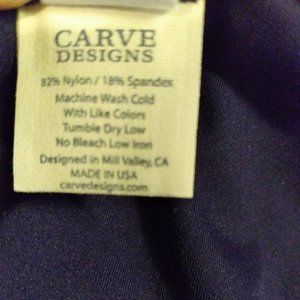 CARVE
DESIGNS
82% Nylon / 18% Spandex
Machine Wash Cold
With Like Colors
Tumble Dry Low
No Bleach Low Iron
Designed in Mill Valley, CA
MADE IN USA
carvedesigns.com